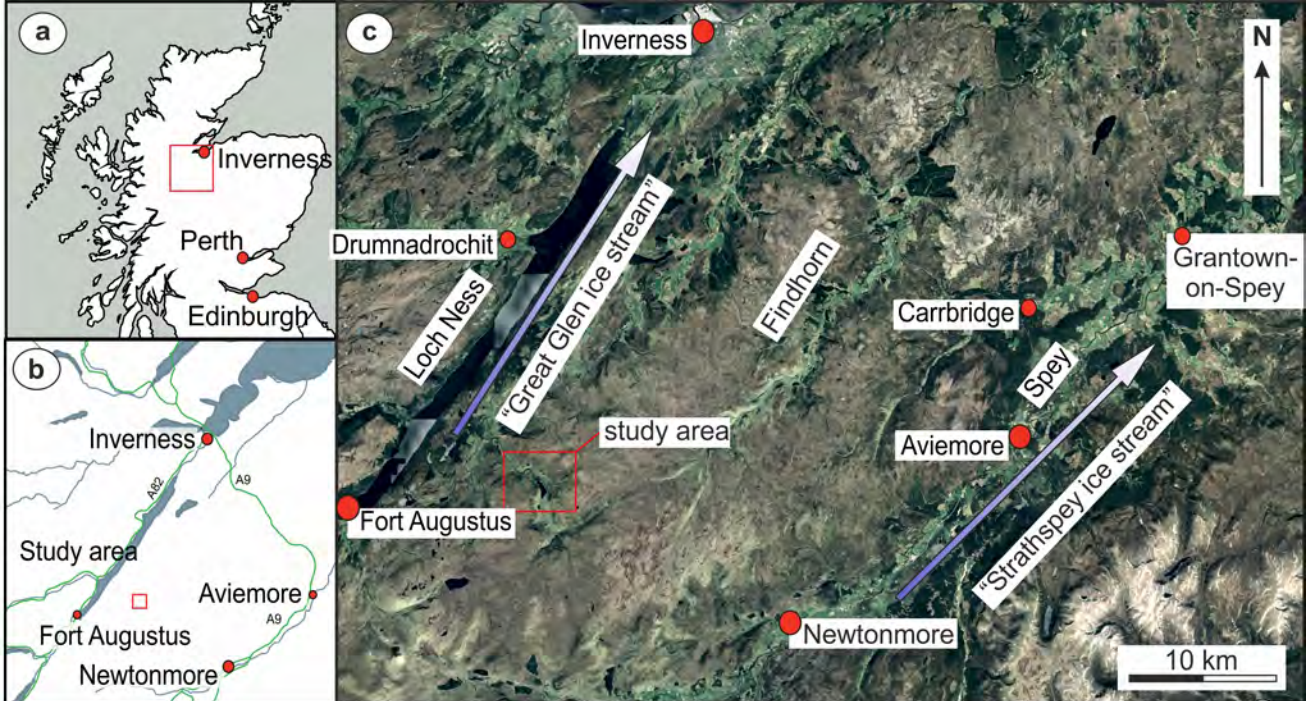 a
Inverness
Perth
Edinburgh
b
Inverness
A82
A9
Study area
Aviemore
A9
Fort Augustus
Newtonmore
c
Inverness
N
Drumnadrochit
Loch Ness
“Great Glen ice stream”
Findhorn
Grantown-
on-Spey
Carrbridge
Spey
study area
Aviemore
“Strathspey ice stream”
Fort Augustus
Newtonmore
10 km